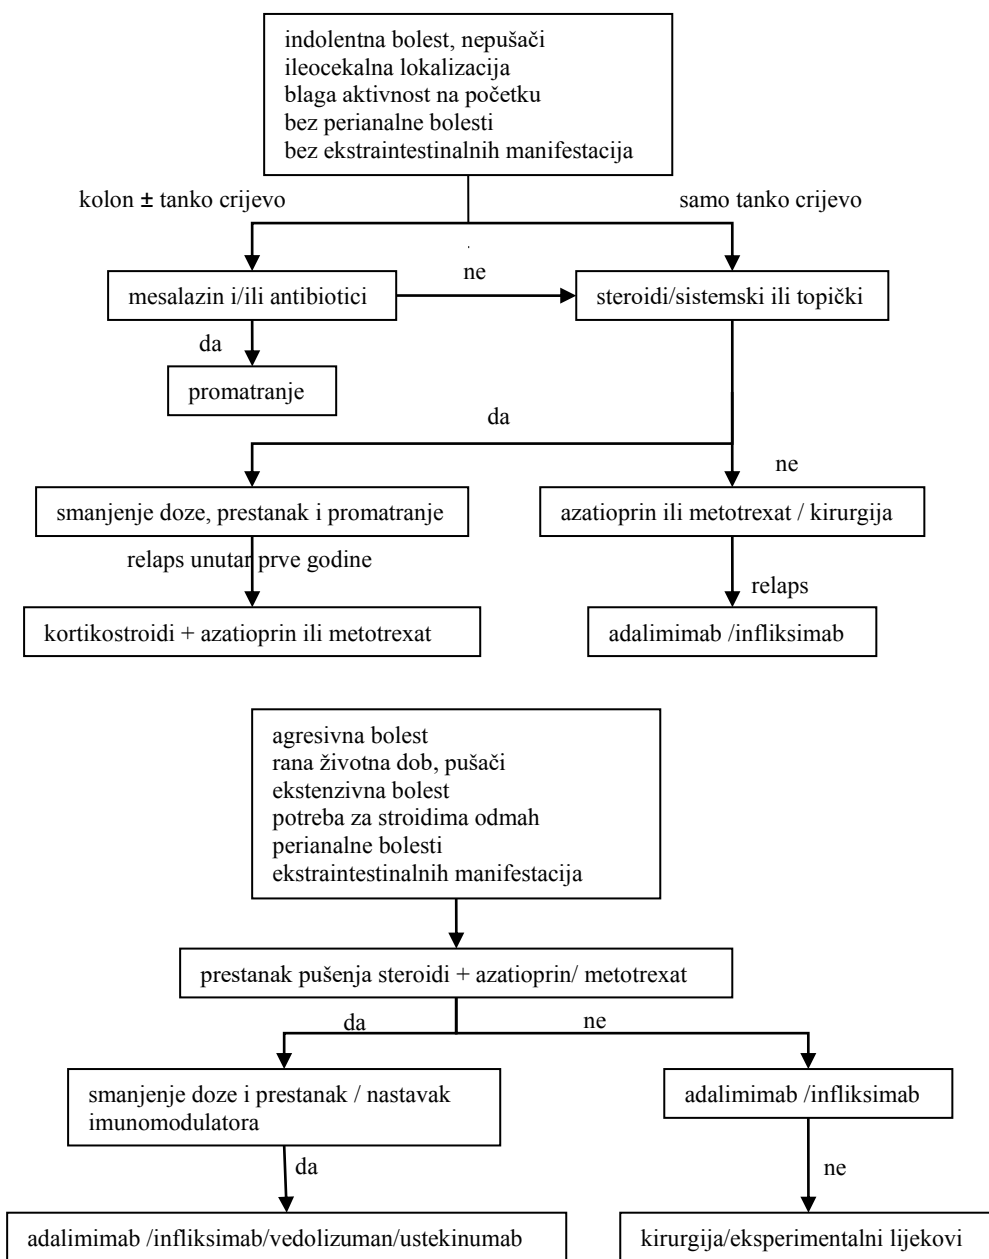 indolentna bolest, nepušači
ileocekalna lokalizacija
blaga aktivnost na početku
bez perianalne bolesti
bez ekstraintestinalnih manifestacija
kolon ± tanko crijevo
samo tanko crijevo
mesalazin i/ili antibiotici
ne
steroidi/sistemski ili topički
da
promatranje
da
ne
smanjenje doze, prestanak i promatranje
azatioprin ili metotrexat / kirurgija
relaps unutar prve godine
relaps
kortikostroidi + azatioprin ili metotrexat
adalimimab /infliksimab
agresivna bolest
rana životna dob, pušači
ekstenzivna bolest
potreba za stroidima odmah
perianalne bolesti
ekstraintestinalnih manifestacija
prestanak pušenja steroidi + azatioprin/ metotrexat
da
ne
smanjenje doze i prestanak / nastavak
imunomodulatora
adalimimab /infliksimab
da
ne
adalimimab /infliksimab/vedolizuman/ustekinumab
kirurgija/eksperimentalni lijekovi